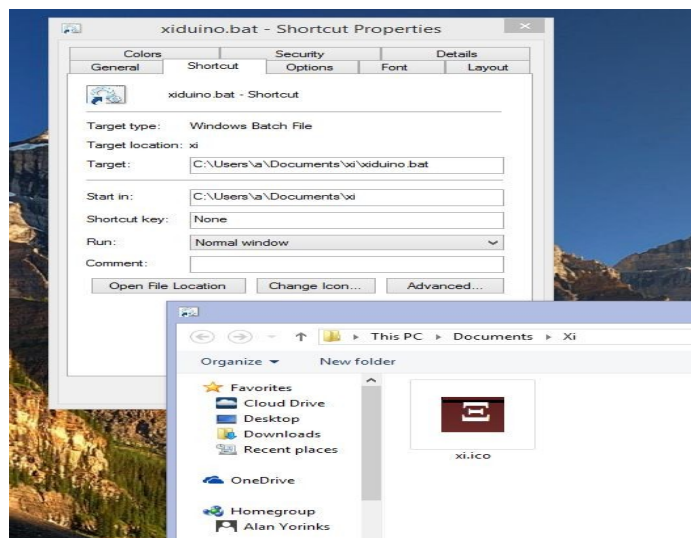 xiduino.bat - Shortcut Properties
Colors Security Details
General Shortcut Options Font Layout
xiduino.bat - Shortcut
Target type: Windows Batch File
Target location: xi
Target: C:\Users\a\Documents\xi\xiduino.bat
Start in: C:\Users\a\Documents\xi
Shortcut key: None
Run: Normal window
Comment:
Open File Location Change Icon... Advanced...
This PC Documents Xi
Organize New folder
Favorites
Cloud Drive
Desktop
Downloads
Recent places
xi.ico
OneDrive
Homegroup
Alan Yorinks